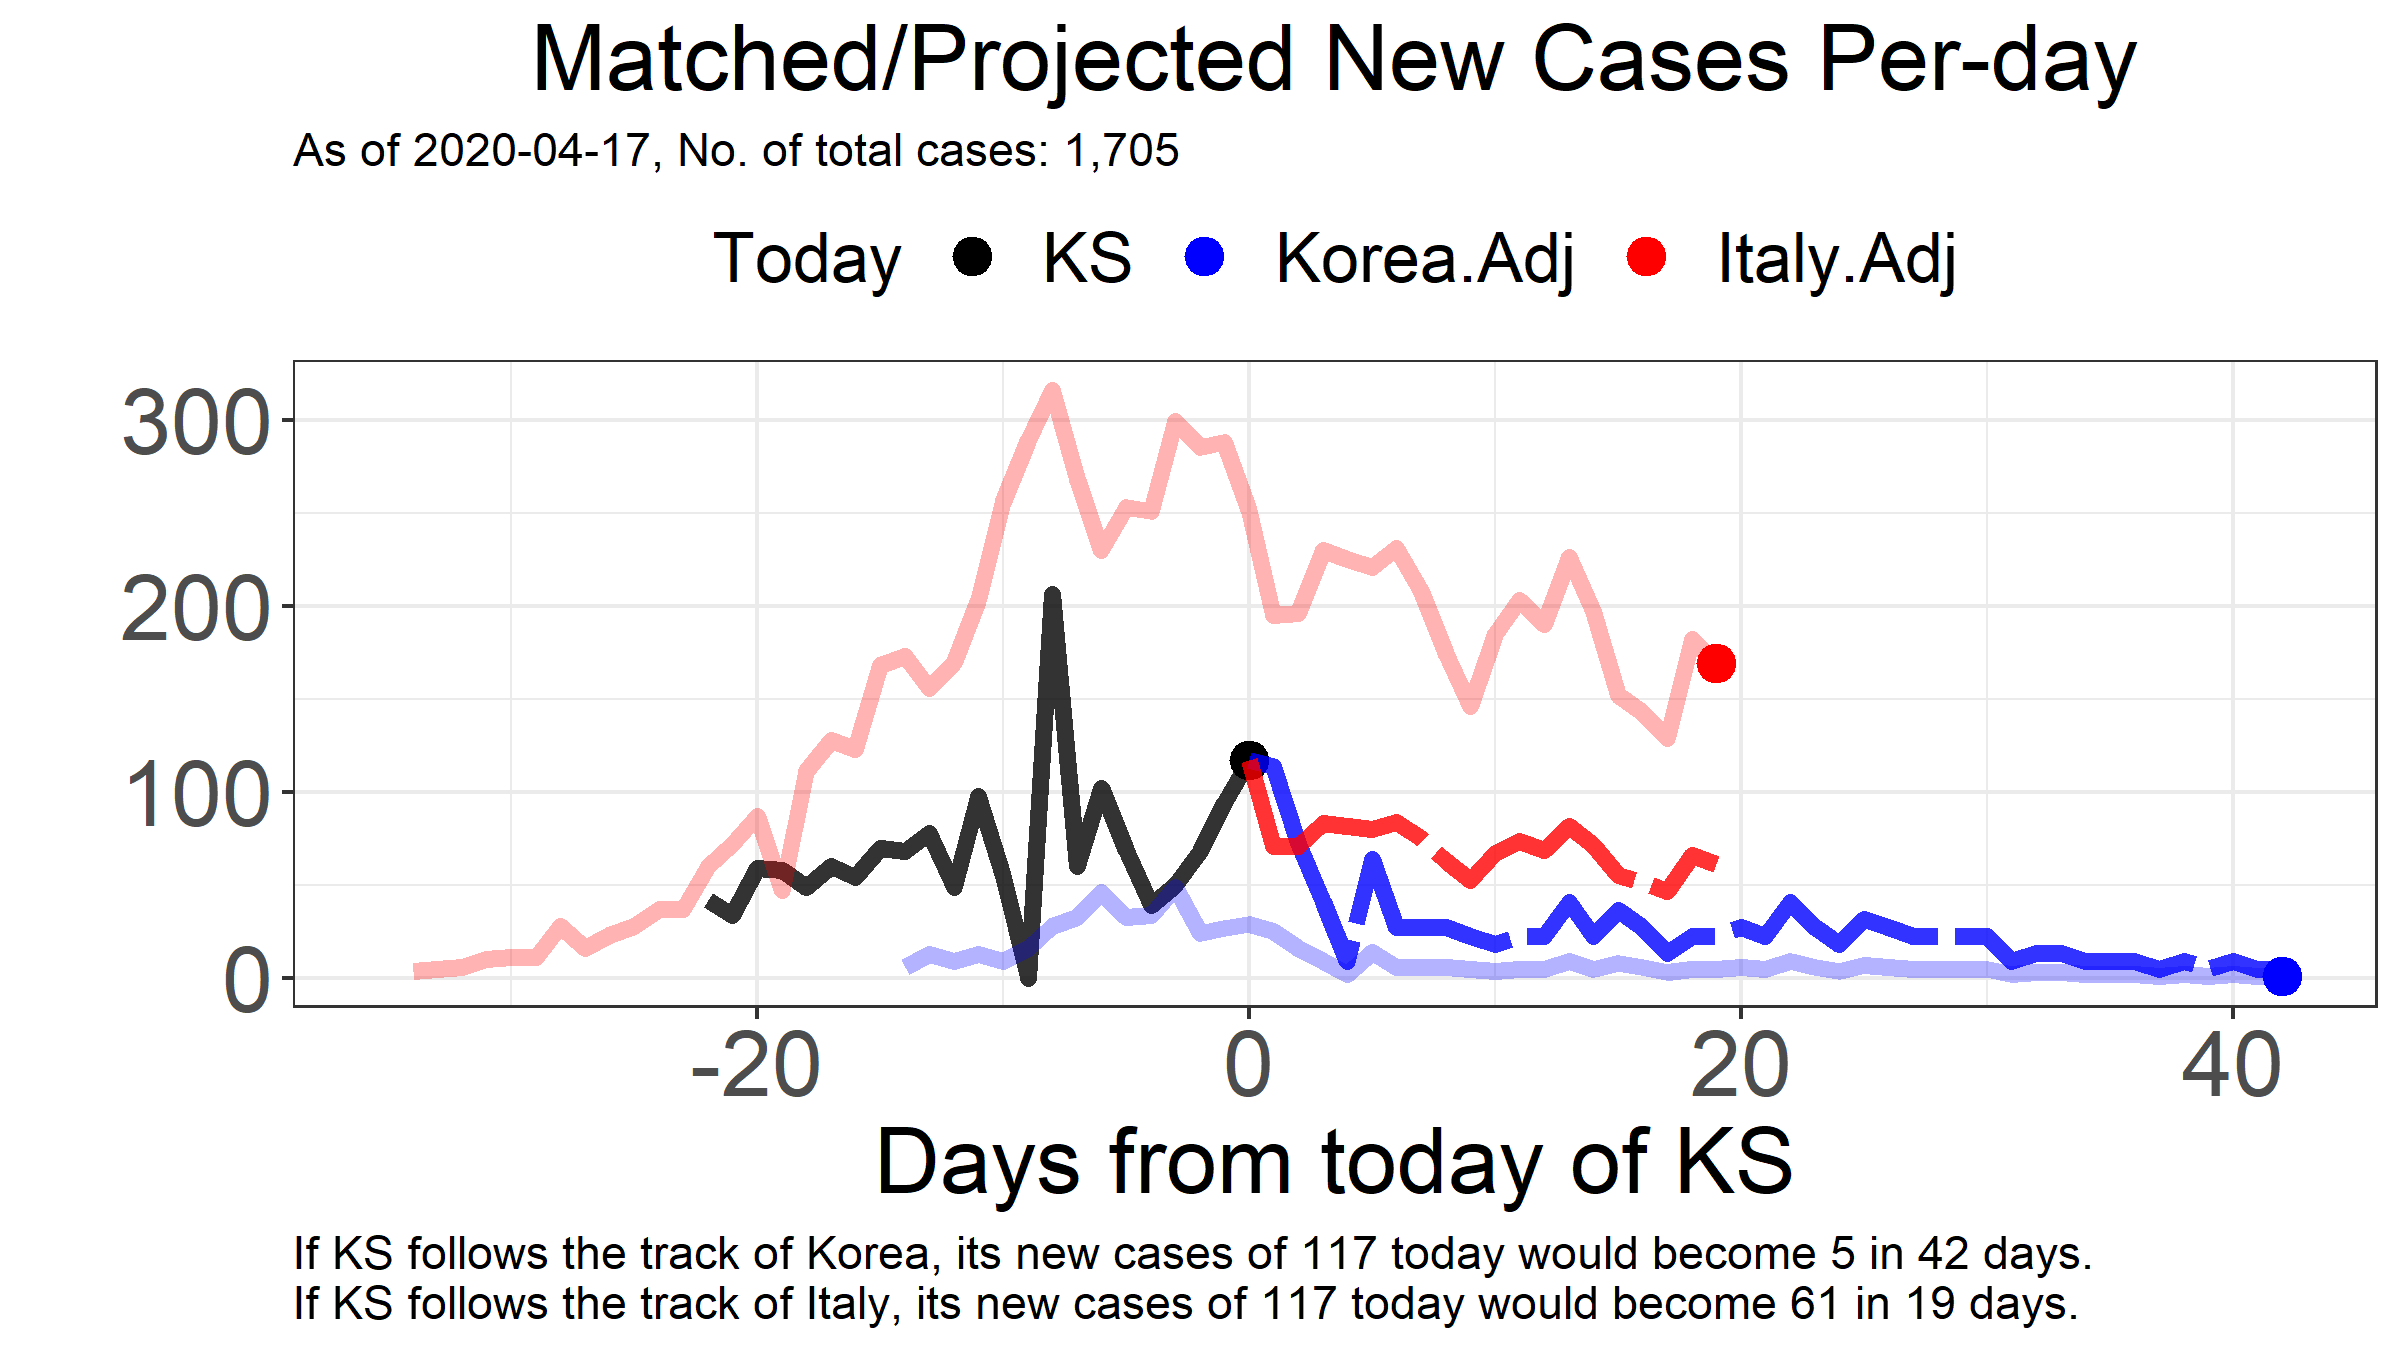 Matched/Projected New Cases Per-day
As of 2020-04-17, No. of total cases: 1,705
Today KS Korea.Adj Italy.Adj
300
200
100
0
-20 0 20 40
Days from today of KS
If KS follows the track of Korea, its new cases of 117 today would become 5 in 42 days.
If KS follows the track of Italy, its new cases of 117 today would become 61 in 19 days.